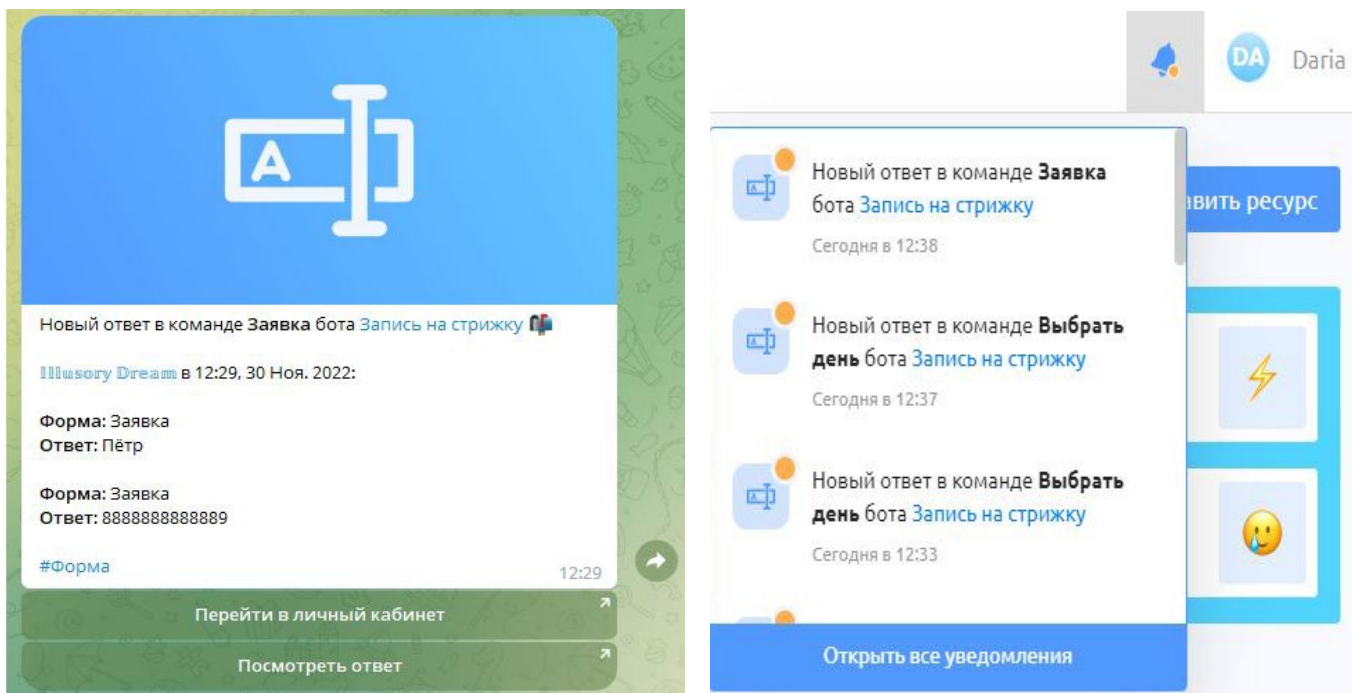 A
Новый ответ в команде Заявка бота Запись на стрижку 📬
𝕀𝕝𝕝𝕦𝕤𝕠𝕣𝕪 𝔻𝕣𝕖𝕒𝕞 в 12:29, 30 Ноя. 2022:
Форма: Заявка
Ответ: Пётр
Форма: Заявка
Ответ: 8888888888889
#Форма
12:29
Перейти в личный кабинет
Посмотреть ответ
DA
Daria
Новый ответ в команде Заявка
бота Запись на стрижку
Сегодня в 12:38
авить ресурс
Новый ответ в команде Выбрать
день бота Запись на стрижку
Сегодня в 12:37
Новый ответ в команде Выбрать
день бота Запись на стрижку
Сегодня в 12:33
Открыть все уведомления